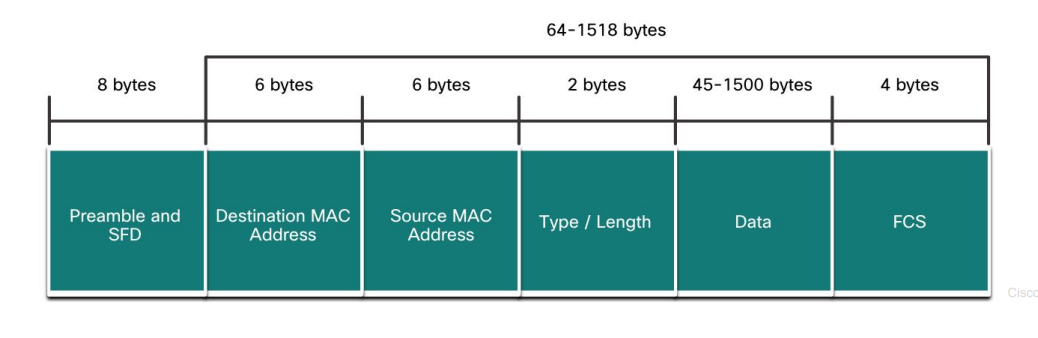 64-1518 bytes
8 bytes
6 bytes
6 bytes
2 bytes
45-1500 bytes
4 bytes
Preamble and
SFD
Destination MAC
Address
Source MAC
Address
Type / Length
Data
FCS
Cisco